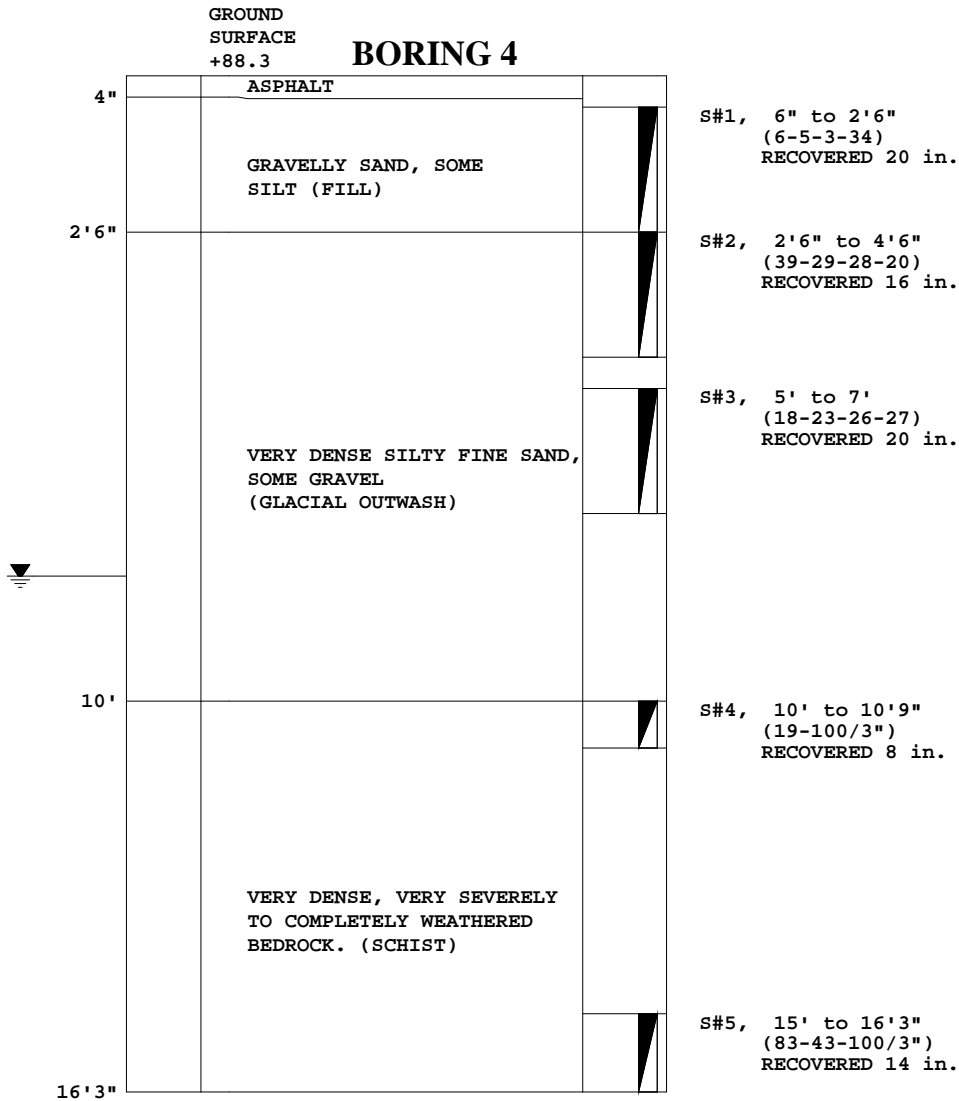 GROUND
SURFACE
+88.3
BORING 4
ASPHALT
4"
S#1, 6" to 2'6"
(6-5-3-34)
RECOVERED 20 in.
GRAVELLY SAND, SOME
SILT (FILL)
2'6"
S#2, 2'6" to 4'6"
(39-29-28-20)
RECOVERED 16 in.
S#3, 5' to 7'
(18-23-26-27)
RECOVERED 20 in.
VERY DENSE SILTY FINE SAND,
SOME GRAVEL
(GLACIAL OUTWASH)
10'
S#4, 10' to 10'9"
(19-100/3")
RECOVERED 8 in.
VERY DENSE, VERY SEVERELY
TO COMPLETELY WEATHERED
BEDROCK. (SCHIST)
S#5, 15' to 16'3"
(83-43-100/3")
RECOVERED 14 in.
16'3"